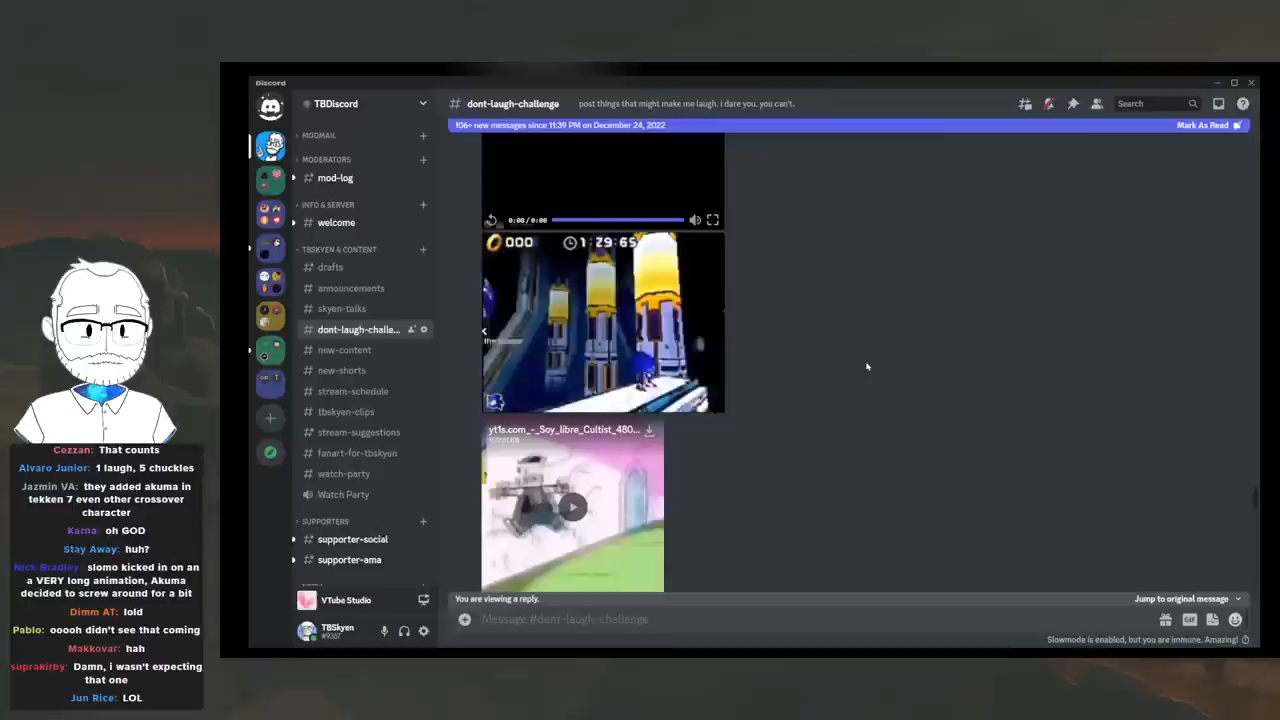 Discord
TBDiscord
# dont-laugh-challenge
post things that might make me laugh. i dare you. you can't.
Search
106+ new messages since 11:39 PM on December 24, 2022
Mark As Read
MODMAIL
MODERATORS
mod-log
INFO & SERVER
welcome
TBSKYEN & CONTENT
drafts
announcements
skyen-talks
dont-laugh-challe...
new-content
new-shorts
stream-schedule
tbskyen-clips
stream-suggestions
fanart-for-tbskyen
watch-party
Watch Party
SUPPORTERS
supporter-social
supporter-ama
VTube Studio
TBSkyen
#9367
0:08/0:08
000
1:29:65
yt1s.com_-_Soy_libre_Cultist_480...
You are viewing a reply.
Jump to original message
Message #dont-laugh-challenge
GIF
Slowmode is enabled, but you are immune. Amazing!
Cezzan: That counts
Alvaro Junior: 1 laugh, 5 chuckles
Jazmin VA: they added akuma in
tekken 7 even other crossover
character
Karna: oh GOD
Stay Away: huh?
Nick Bradley: slomo kicked in on an
a VERY long animation, Akuma
decided to screw around for a bit
Dimm AT: lold
Pablo: ooooh didn't see that coming
Makkovar: hah
suprakirby: Damn, i wasn't expecting
that one
Jun Rice: LOL